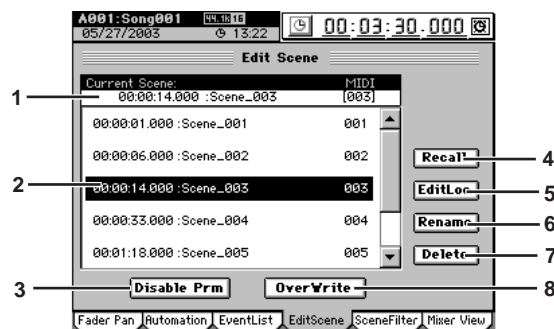 A001:Song001 44.1k 16 00:03:30.000
05/27/2003 13:22
Edit Scene
Current Scene: MIDI
1 00:00:14.000 :Scene_003 [003]
00:00:01.000 :Scene_001 001
00:00:06.000 :Scene_002 002 Recall 4
2 00:00:14.000 :Scene_003 003 EditLoc 5
00:00:33.000 :Scene_004 004 Rename 6
00:01:18.000 :Scene_005 005 Delete 7
3 Disable Prm OverWrite 8
Fader Pan Automation EventList EditScene SceneFilter Mixer View